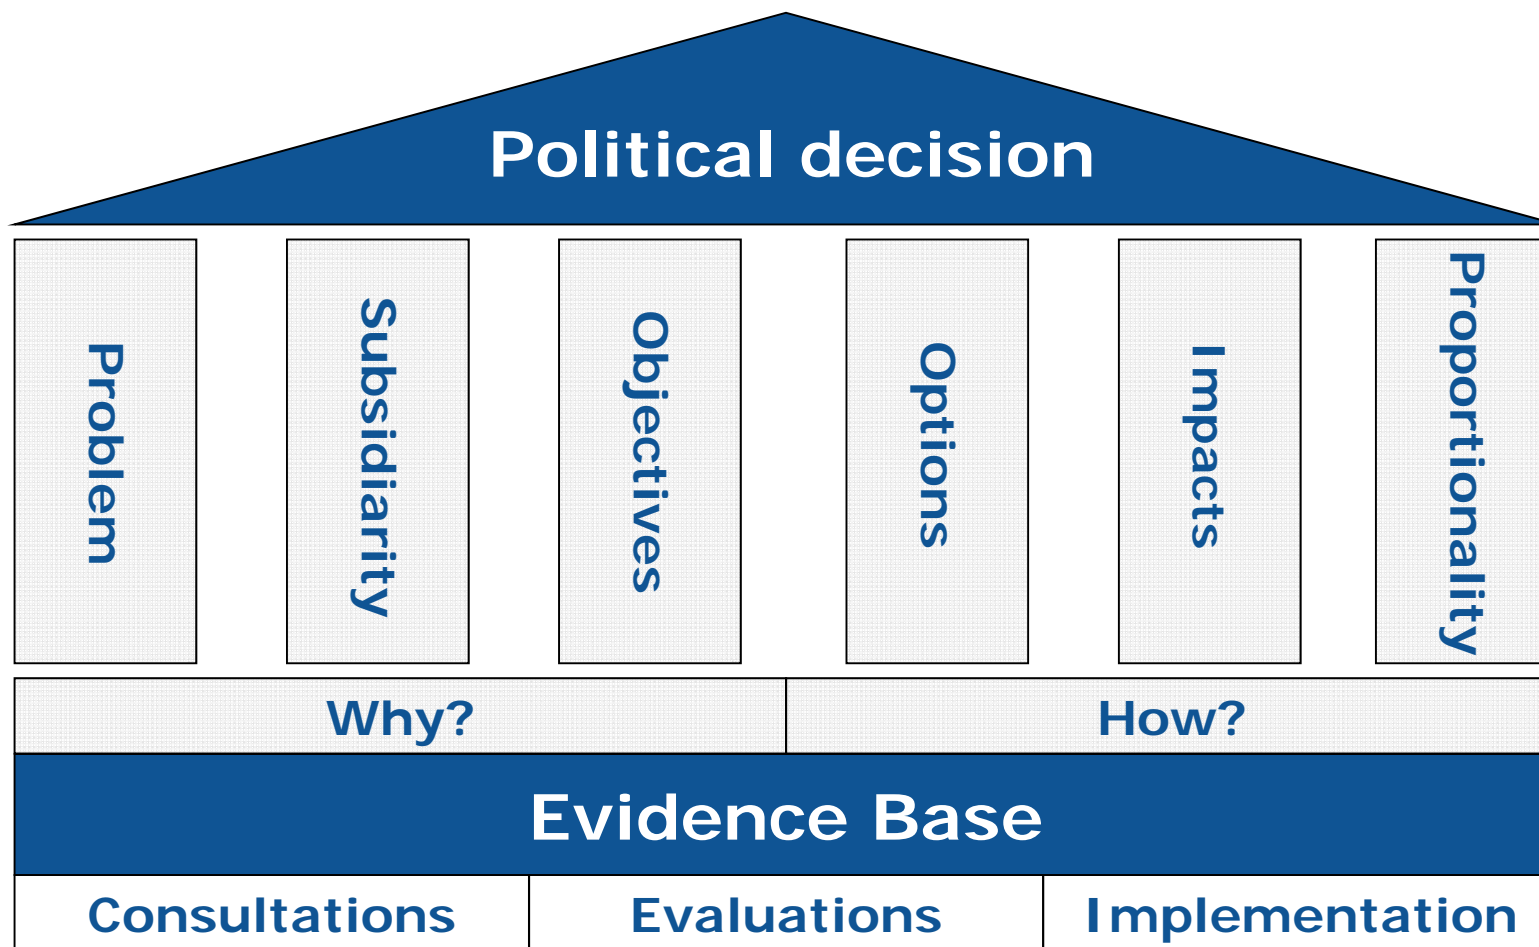 Political decision
Problem
Subsidiarity
Objectives
Options
Impacts
Proportionality
Why?
How?
Evidence Base
Consultations
Evaluations
Implementation